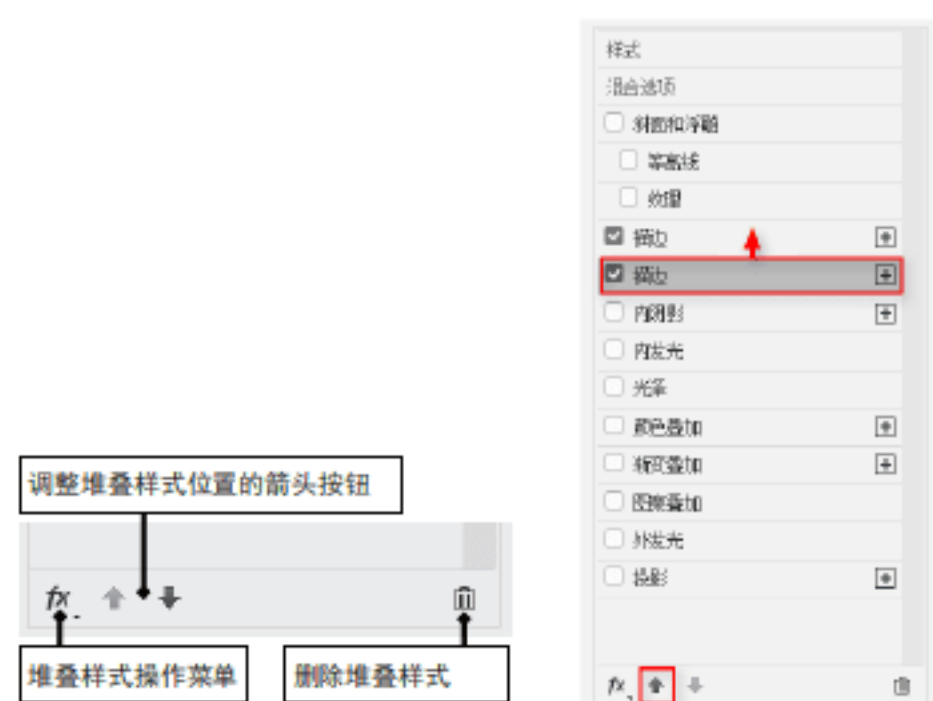 样式
混合选项
斜面和浮雕
等高线
纹理
描边
描边
内阴影
内发光
光泽
颜色叠加
渐变叠加
图案叠加
外发光
投影
fx
调整堆叠样式位置的箭头按钮
fx
堆叠样式操作菜单
删除堆叠样式